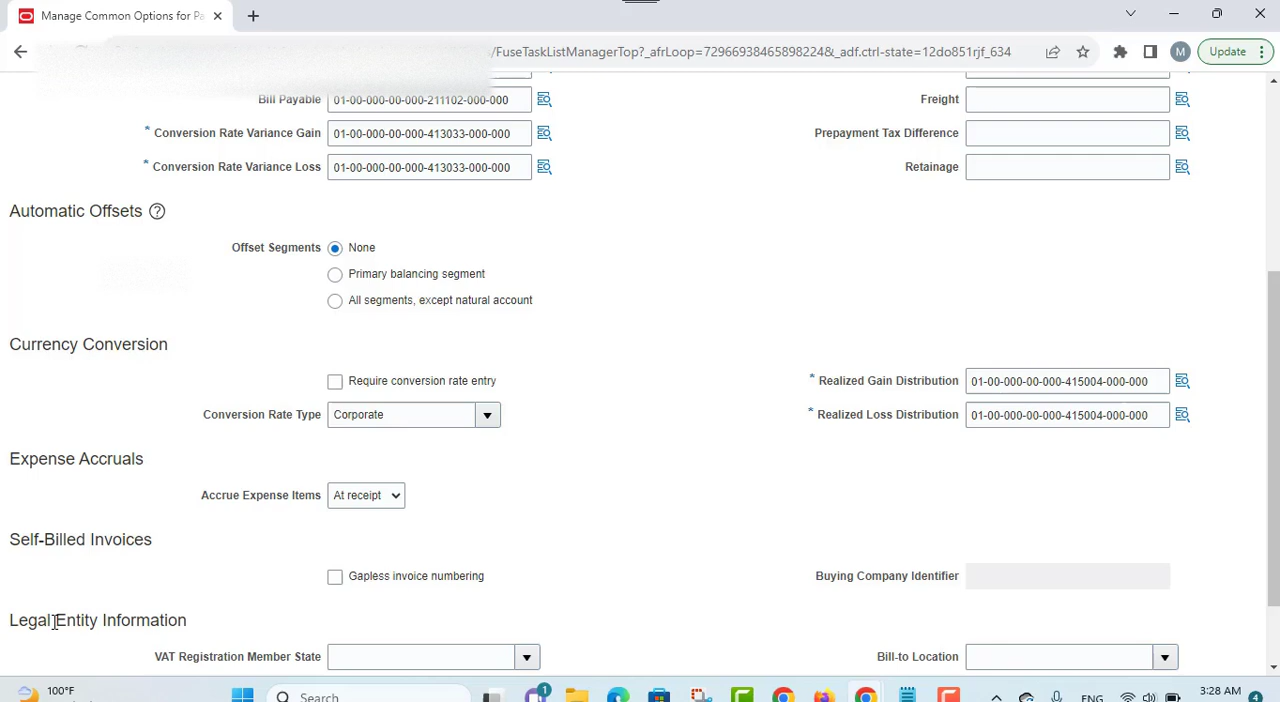 Manage Common Options for Pa
/FuseTaskListManagerTop?_afrLoop=7296693846589822&_adf.ctrl-state=12do851rjf_634
M
Update
Bill Payable 01-00-000-00-000-211102-000-000 Freight
* Conversion Rate Variance Gain 01-00-000-00-000-413033-000-000 Prepayment Tax Difference
* Conversion Rate Variance Loss 01-00-000-00-000-413033-000-000 Retainage
Automatic Offsets ?
Offset Segments None
Primary balancing segment
All segments, except natural account
Currency Conversion
Require conversion rate entry * Realized Gain Distribution 01-00-000-00-000-415004-000-000
Conversion Rate Type Corporate * Realized Loss Distribution 01-00-000-00-000-415004-000-000
Expense Accruals
Accrue Expense Items At receipt
Self-Billed Invoices
Gapless invoice numbering Buying Company Identifier
Legal Entity Information
VAT Registration Member State Bill-to Location
100°F Search 1 ENG 3:28 AM 4